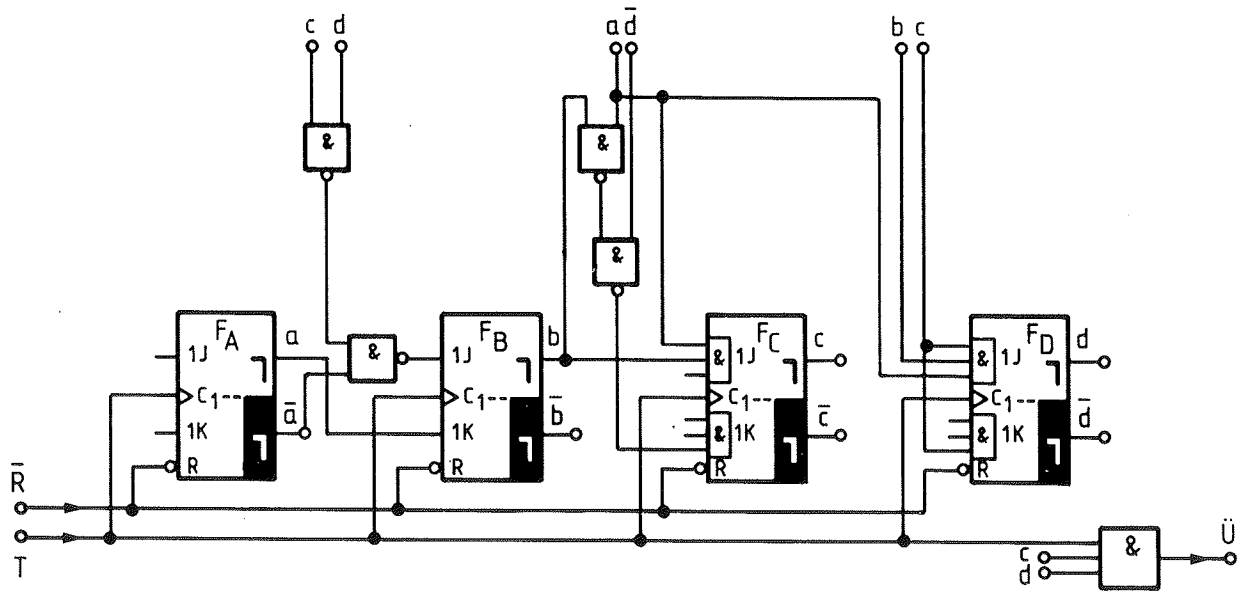 c d
a d̅
b c
&
&
&
&
F_A
1J
C1
1K
R
a
a̅
F_B
1J
C1
1K
R
b
b̅
F_C
& 1J
C1
& 1K
R
c
c̅
F_D
& 1J
C1
& 1K
R
d
d̅
R̅
T
c
d
&
Ü